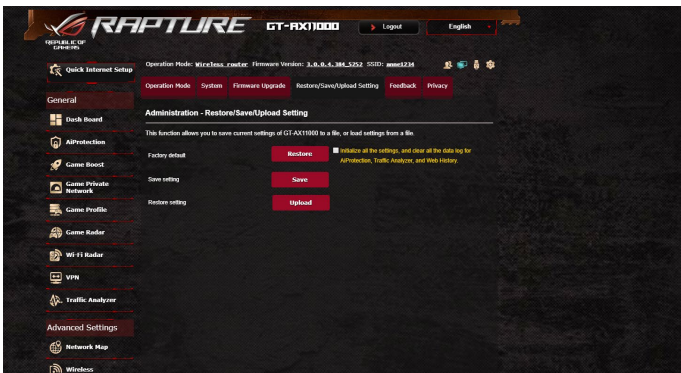 REPUBLIC OF
GAMERS
RAPTURE GT-AX11000 Logout English
Operation Mode: Wireless router Firmware Version: 3.0.0.4.384_5252 SSID: anne1234
Quick Internet Setup
Operation Mode System Firmware Upgrade Restore/Save/Upload Setting Feedback Privacy
General
Administration - Restore/Save/Upload Setting
This function allows you to save current settings of GT-AX11000 to a file, or load settings from a file.
Factory default Restore Initialize all the settings, and clear all the data log for
AiProtection, Traffic Analyzer, and Web History.
Save setting Save
Restore setting Upload
Dash Board
AiProtection
Game Boost
Game Private
Network
Game Profile
Game Radar
Wi-Fi Radar
VPN
Traffic Analyzer
Advanced Settings
Network Map
Wireless